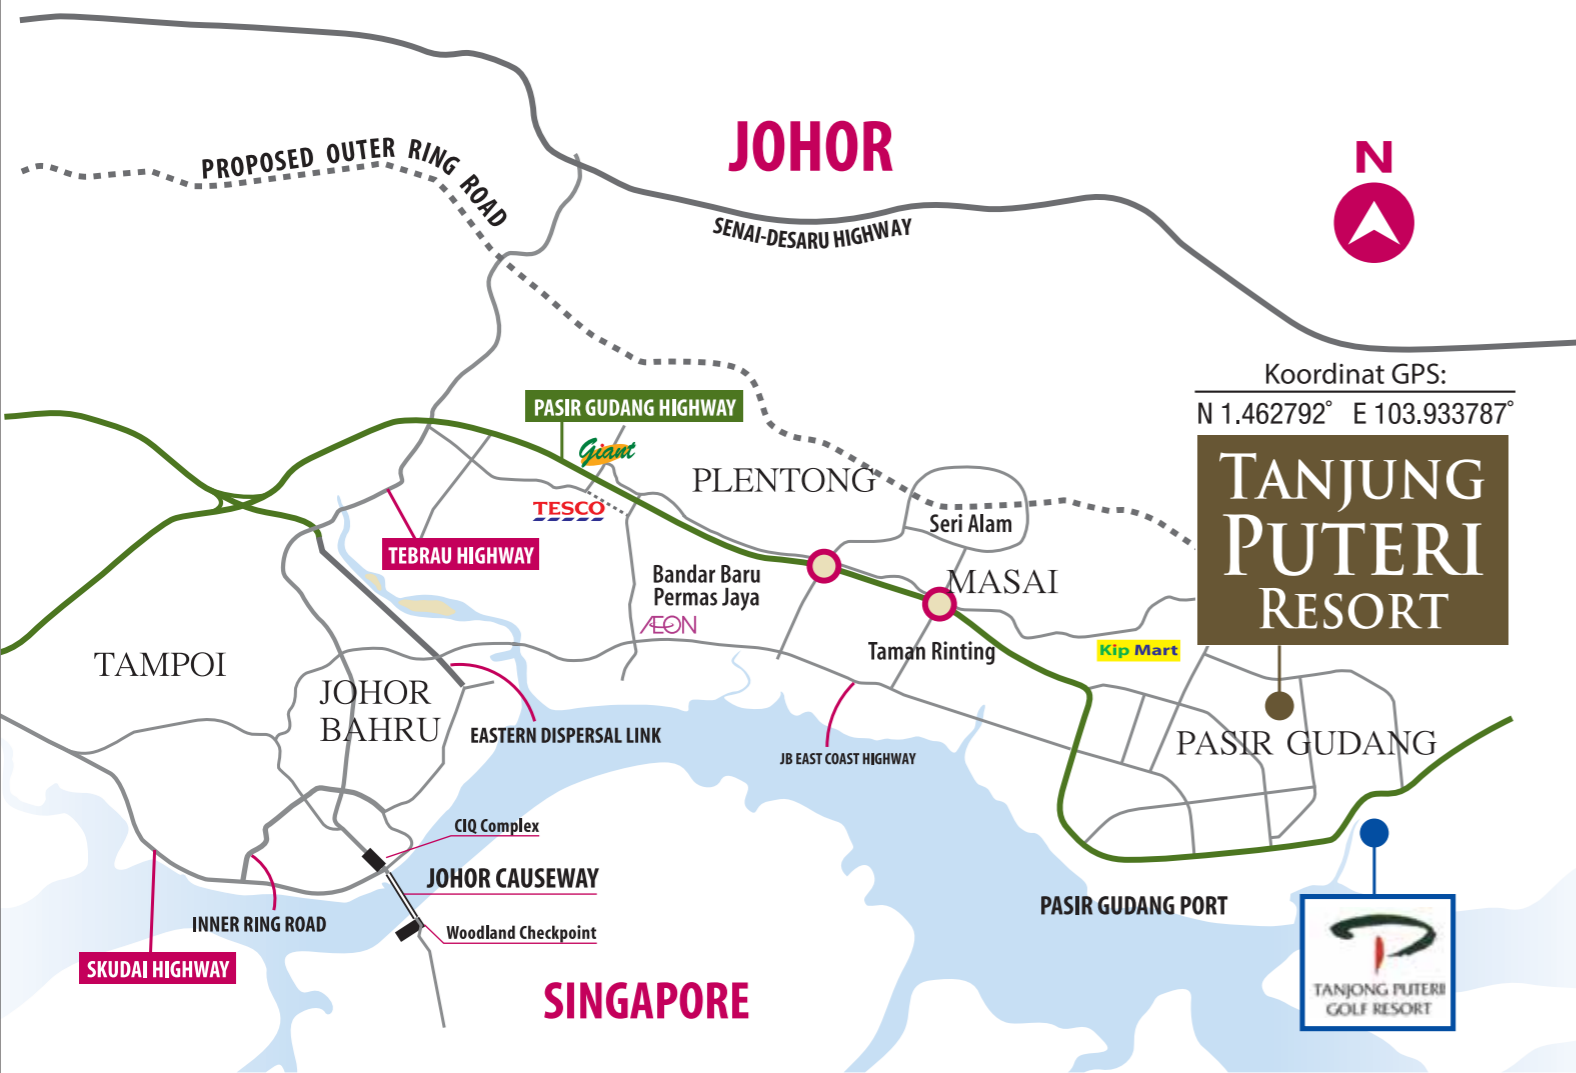 JOHOR
N
PROPOSED OUTER RING ROAD
SENAI-DESARU HIGHWAY
Koordinat GPS:
N 1.462792° E 103.933787°
TANJUNG
PUTERI
RESORT
PASIR GUDANG HIGHWAY
Giant
TESCO
PLENTONG
Seri Alam
TEBRAU HIGHWAY
Bandar Baru
Permas Jaya
AEON
MASAI
Taman Rinting
Kip Mart
TAMPOI
JOHOR
BAHRU
EASTERN DISPERSAL LINK
JB EAST COAST HIGHWAY
PASIR GUDANG
CIQ Complex
JOHOR CAUSEWAY
INNER RING ROAD
Woodland Checkpoint
PASIR GUDANG PORT
SKUDAI HIGHWAY
SINGAPORE
TANJONG PUTERI
GOLF RESORT